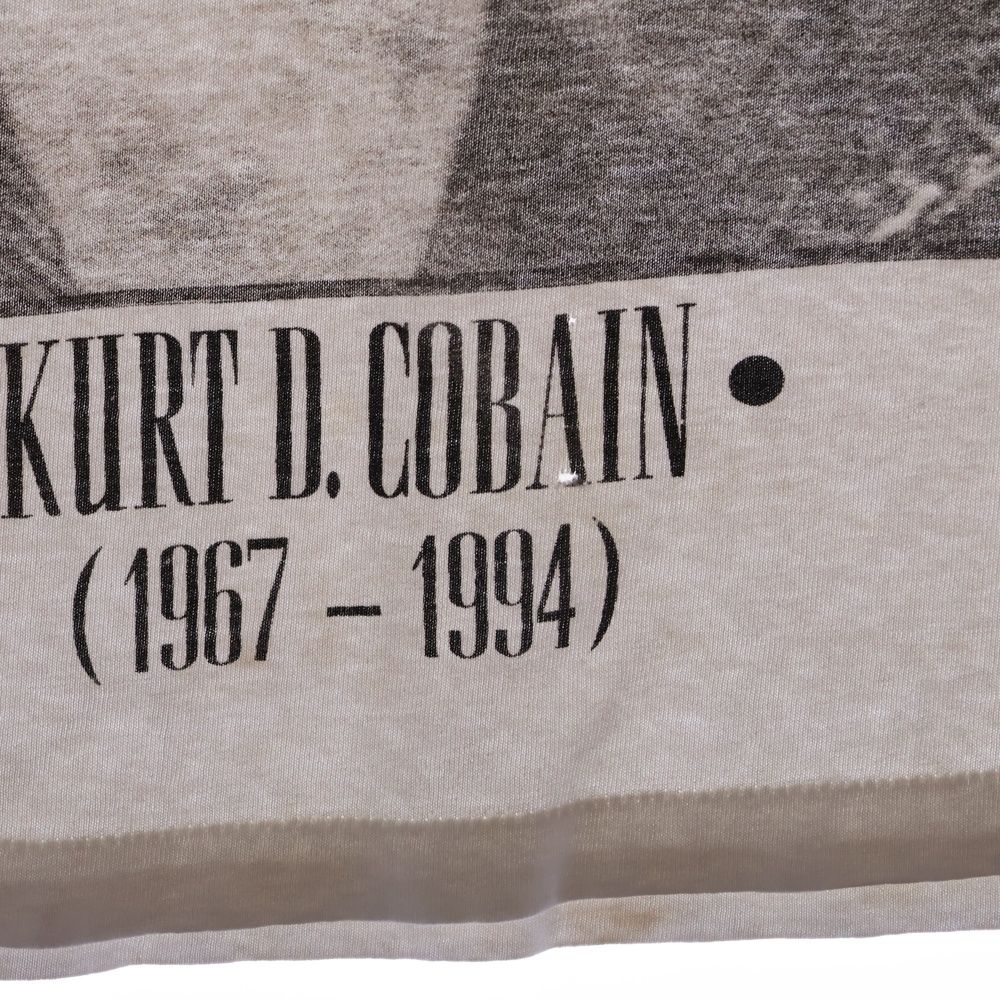 KURT D. COBAIN •
(1967 – 1994)